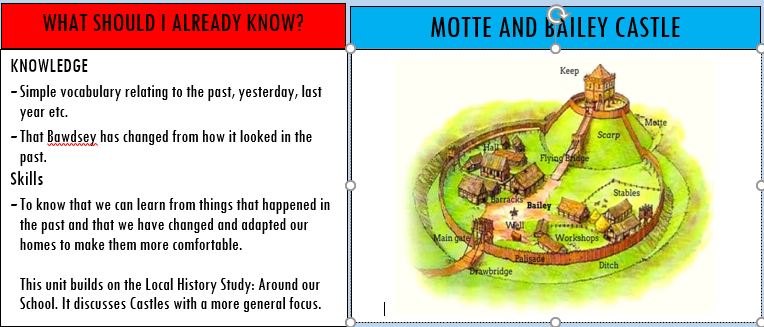 WHAT SHOULD I ALREADY KNOW?
KNOWLEDGE
- Simple vocabulary relating to the past, yesterday, last
year etc.
- That Bawdsey has changed from how it looked in the
past.
Skills
- To know that we can learn from things that happened in
the past and that we have changed and adapted our
homes to make them more comfortable.
This unit builds on the Local History Study: Around our
School. It discusses Castles with a more general focus.
MOTTE AND BAILEY CASTLE
Keep
Motte
Scarp
Hall
Flying Bridge
Stables
Barracks
Bailey
Well
Main gate
Workshops
Palisade
Ditch
Drawbridge